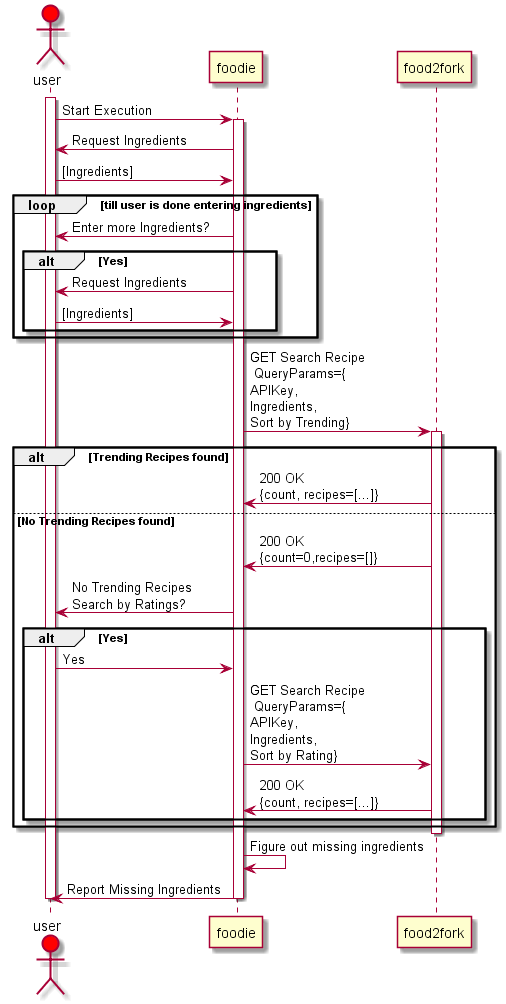 user
foodie
food2fork
Start Execution
Request Ingredients
[Ingredients]
loop
[till user is done entering ingredients]
Enter more Ingredients?
alt
[Yes]
Request Ingredients
[Ingredients]
GET Search Recipe
QueryParams={
APIKey,
Ingredients,
Sort by Trending}
alt
[Trending Recipes found]
200 OK
{count, recipes=[...]}
[No Trending Recipes found]
200 OK
{count=0,recipes=[]}
No Trending Recipes
Search by Ratings?
alt
[Yes]
Yes
GET Search Recipe
QueryParams={
APIKey,
Ingredients,
Sort by Rating}
200 OK
{count, recipes=[...]}
Figure out missing ingredients
Report Missing Ingredients
user
foodie
food2fork